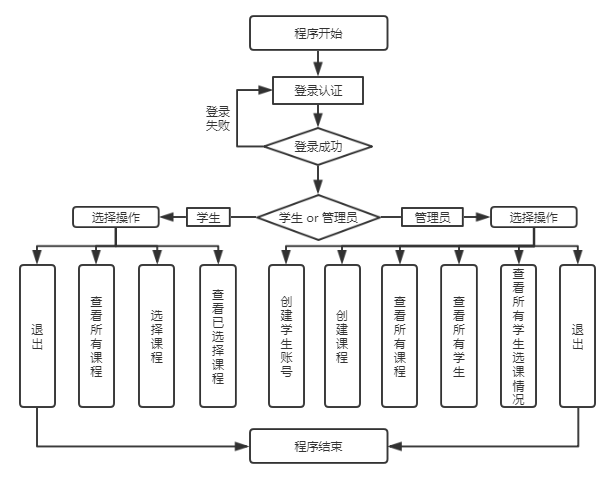 程序开始
登录认证
登录
失败
登录成功
选择操作
学生
学生 or 管理员
管理员
选择操作
退出
查看所有课程
选择课程
查看已选择课程
创建学生账号
创建课程
查看所有课程
查看所有学生
查看所有学生选课情况
退出
程序结束